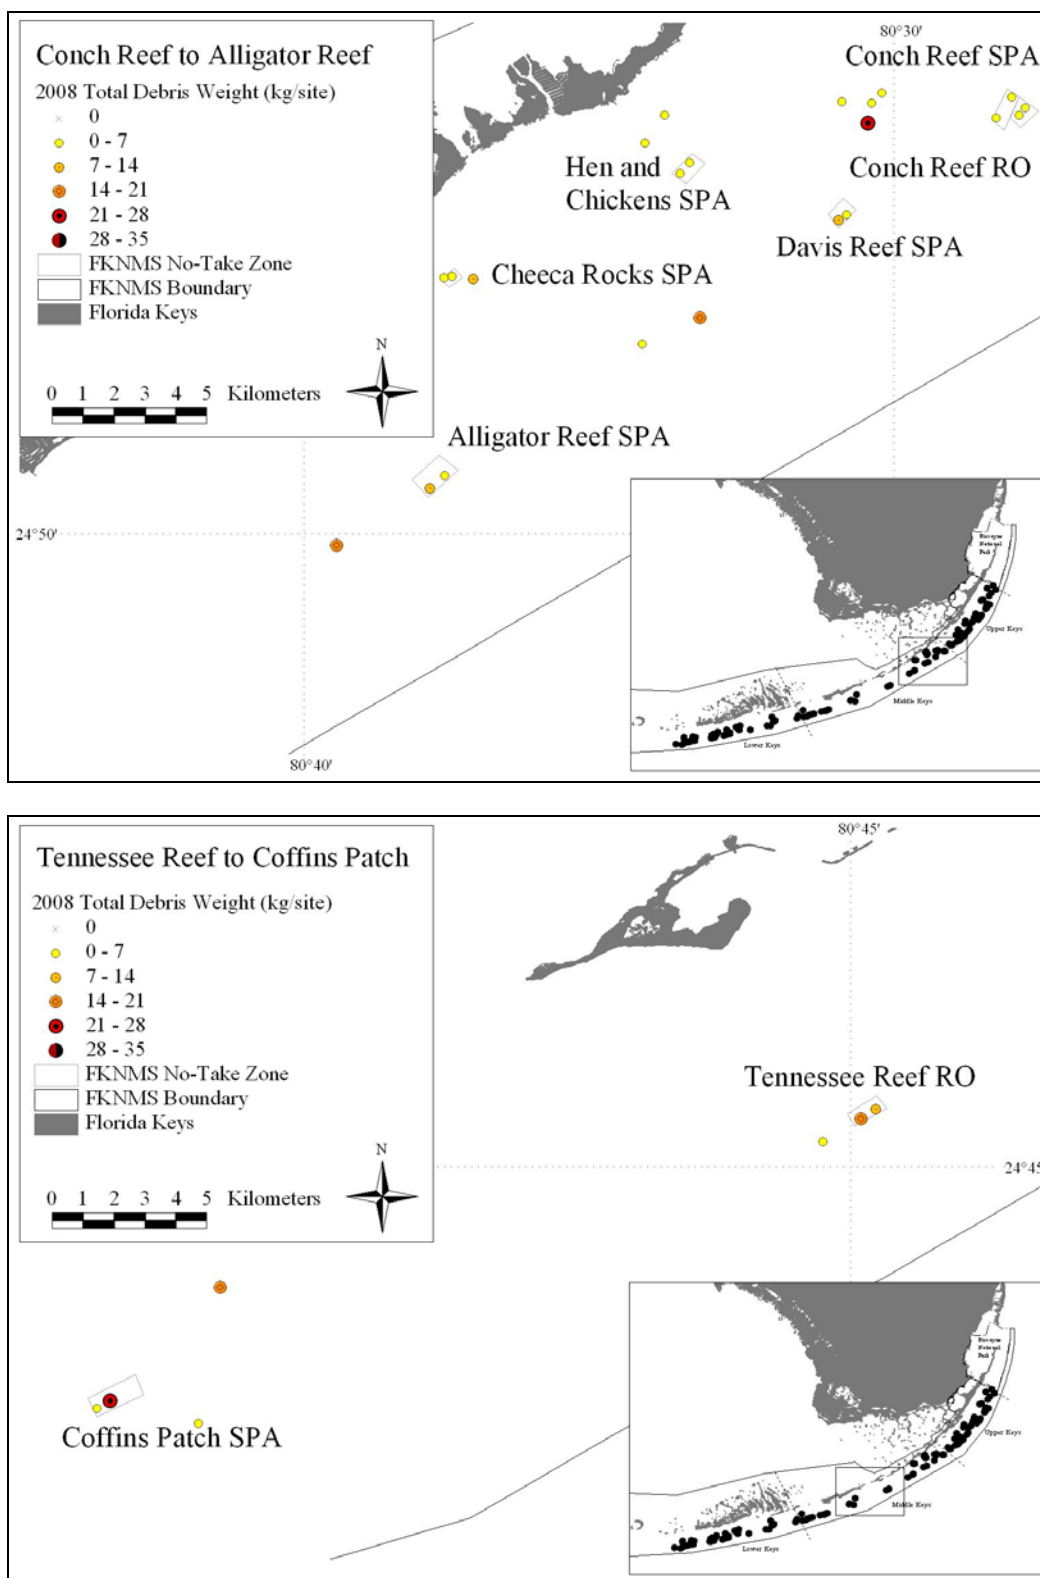 Conch Reef to Alligator Reef
2008 Total Debris Weight (kg/site)
0
0 - 7
7 - 14
14 - 21
21 - 28
28 - 35
FKNMS No-Take Zone
FKNMS Boundary
Florida Keys
N
0 1 2 3 4 5 Kilometers
80°30'
Conch Reef SPA
Conch Reef RO
Hen and
Chickens SPA
Davis Reef SPA
Cheeca Rocks SPA
Alligator Reef SPA
24°50'
80°40'
Biscayne
National
Park
Upper Keys
Middle Keys
Lower Keys
Tennessee Reef to Coffins Patch
2008 Total Debris Weight (kg/site)
0
0 - 7
7 - 14
14 - 21
21 - 28
28 - 35
FKNMS No-Take Zone
FKNMS Boundary
Florida Keys
N
0 1 2 3 4 5 Kilometers
80°45'
Tennessee Reef RO
24°45'
Coffins Patch SPA
Biscayne
National
Park
Upper Keys
Middle Keys
Lower Keys